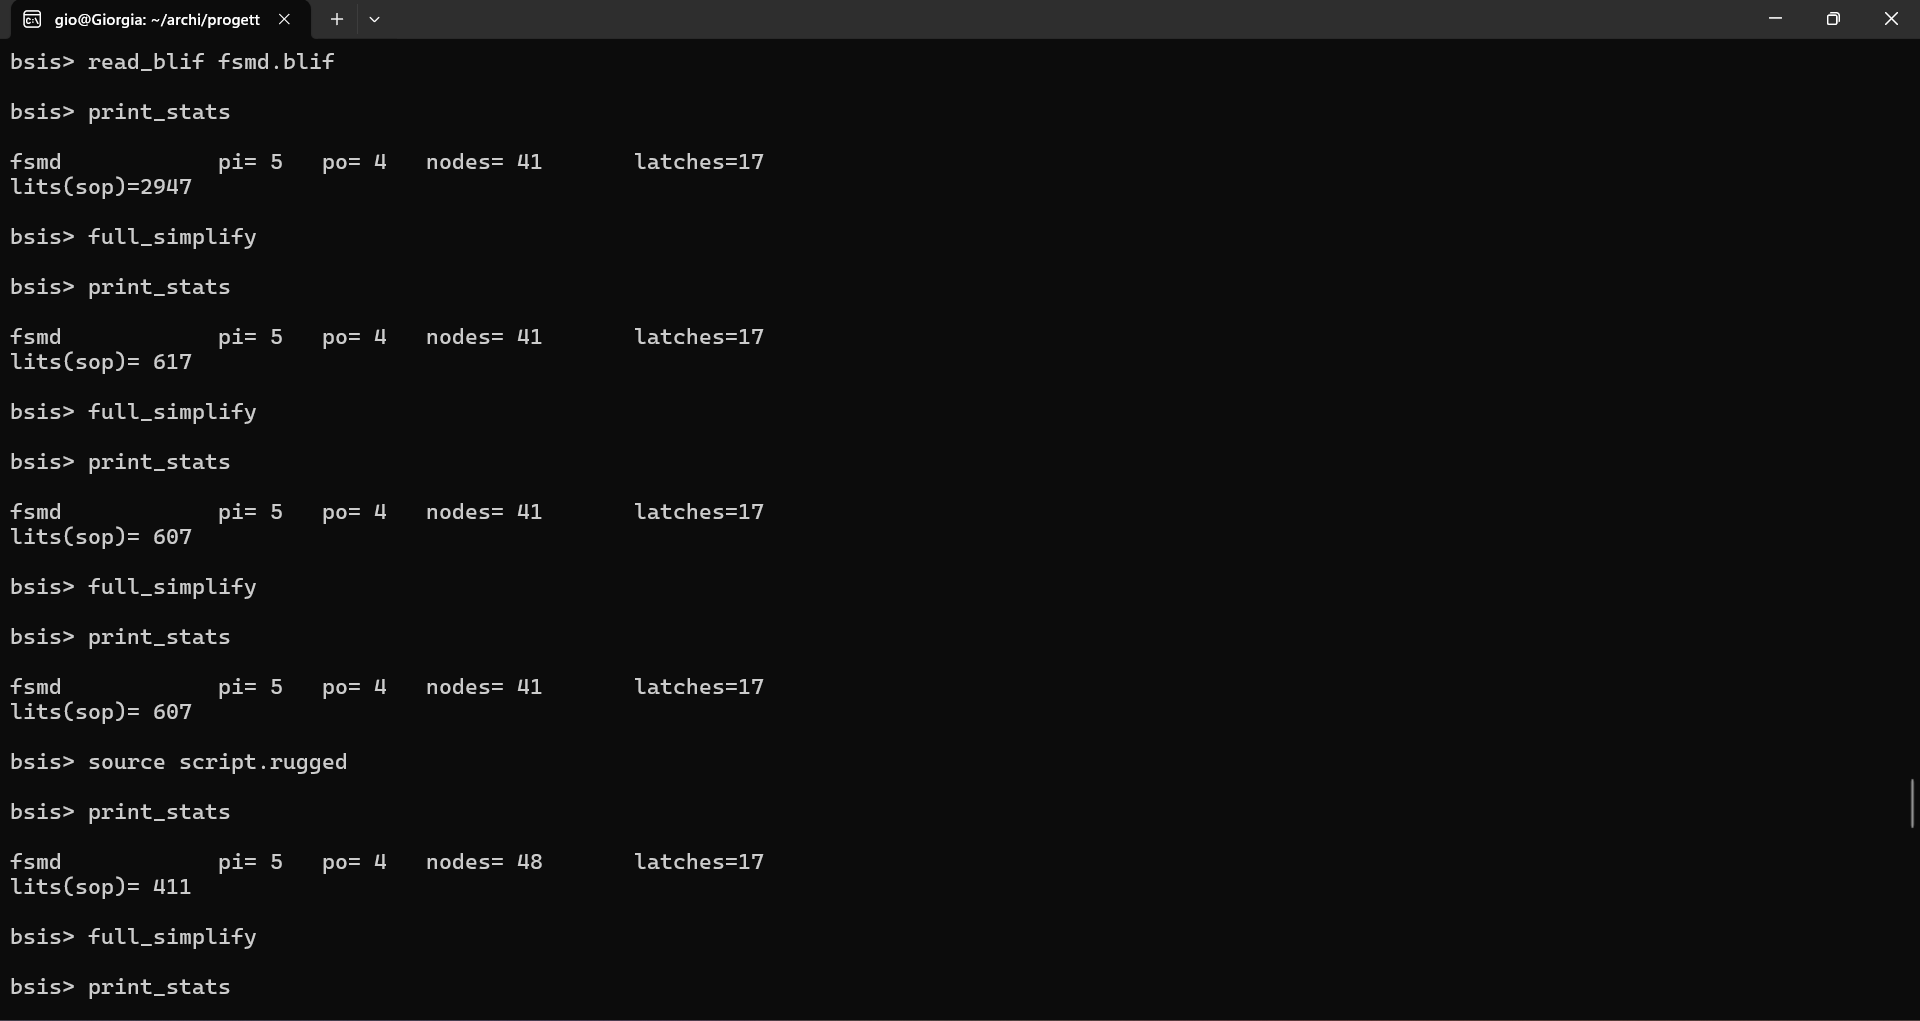 gio@Giorgia: ~/archi/progett
bsis> read_blif fsmd.blif
bsis> print_stats
fsmd            pi= 5   po= 4   nodes= 41       latches=17
lits(sop)=2947
bsis> full_simplify
bsis> print_stats
fsmd            pi= 5   po= 4   nodes= 41       latches=17
lits(sop)= 617
bsis> full_simplify
bsis> print_stats
fsmd            pi= 5   po= 4   nodes= 41       latches=17
lits(sop)= 607
bsis> full_simplify
bsis> print_stats
fsmd            pi= 5   po= 4   nodes= 41       latches=17
lits(sop)= 607
bsis> source script.rugged
bsis> print_stats
fsmd            pi= 5   po= 4   nodes= 48       latches=17
lits(sop)= 411
bsis> full_simplify
bsis> print_stats